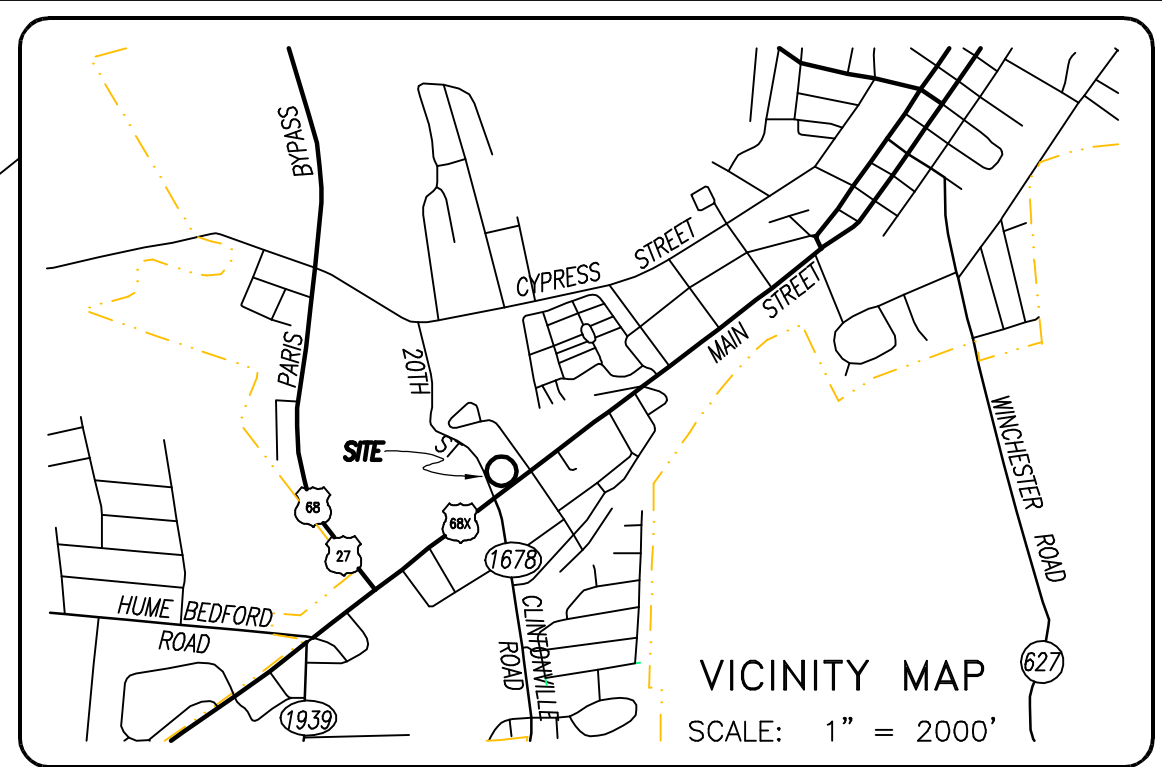 BYPASS
STREET
CYPRESS
STREET
MAIN
PARIS
20TH
ST
SITE
WINCHESTER ROAD
68
68X
27
1678
HUME BEDFORD
ROAD
CLINTONVILLE
ROAD
627
1939
VICINITY MAP
SCALE: 1" = 2000'